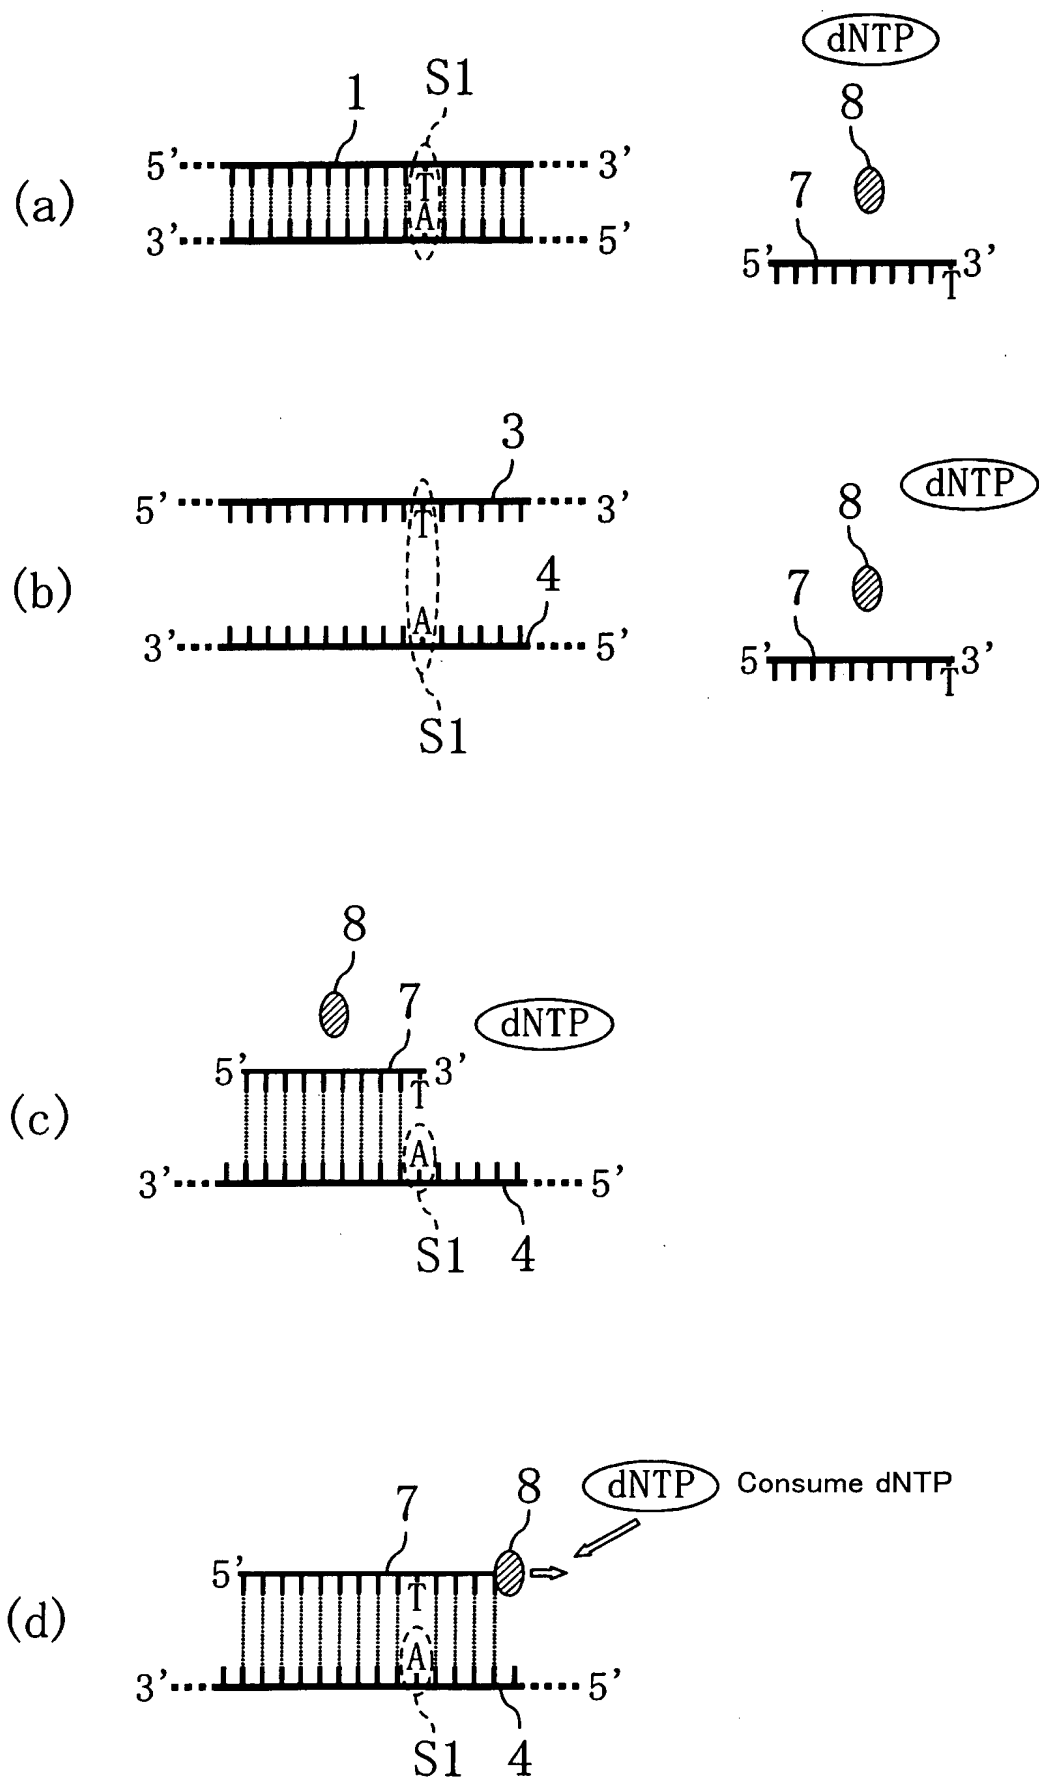 dNTP
1 S1 8
5' 3'
(a) T 7
A
3' 5' 5' 3'
T
3 dNTP
5' 3' 8
T
(b) 4 7
A
3' 5' 5' 3'
T
S1
8
7 dNTP
5' 3'
T
(c)
A
3' 5'
S1 4
8 dNTP Consume dNTP
7
5'
T
(d)
A
3' 5'
S1 4